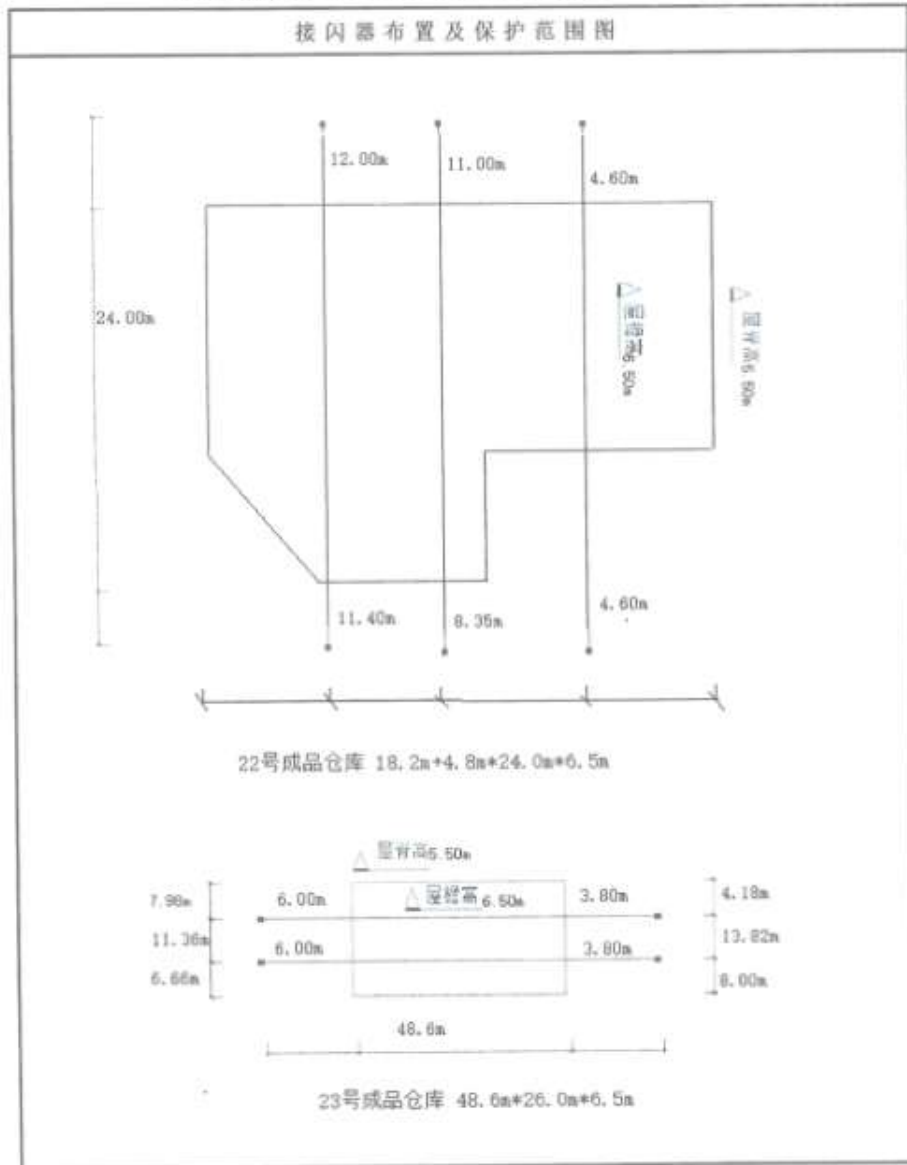 接闪器布置及保护范围图
12.00m
11.00m
4.60m
24.00m
屋檐高6.50m
屋脊高6.50m
11.40m
8.35m
4.60m
22号成品仓库 18.2m+4.8m*24.0m*6.5m
屋脊高6.50m
7.98m
6.00m
屋檐高6.50m
3.80m
4.18m
11.36m
6.00m
3.80m
13.82m
6.66m
8.00m
48.6m
23号成品仓库 48.6m*26.0m*6.5m